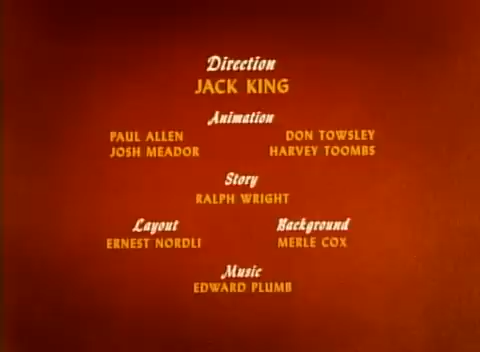 Direction
JACK KING
Animation
PAUL ALLEN DON TOWSLEY
JOSH MEADOR HARVEY TOOMBS
Story
RALPH WRIGHT
Layout Background
ERNEST NORDLI MERLE COX
Music
EDWARD PLUMB